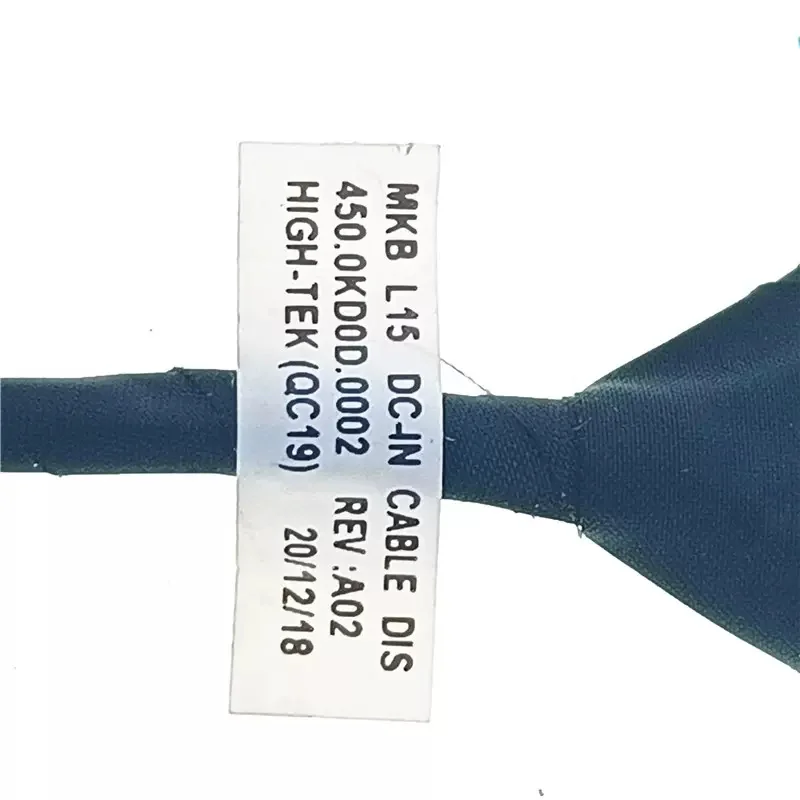 MKB L15 DC-IN CABLE DIS
450.0KD0D.0002 REV:A02
HIGH-TEK(QC19) 20/12/18